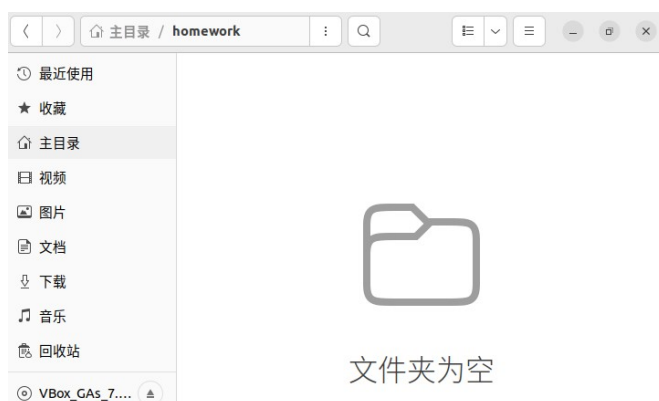 主目录 / homework
最近使用
收藏
主目录
视频
图片
文档
下载
音乐
回收站
VBox_GAs_7....
文件夹为空